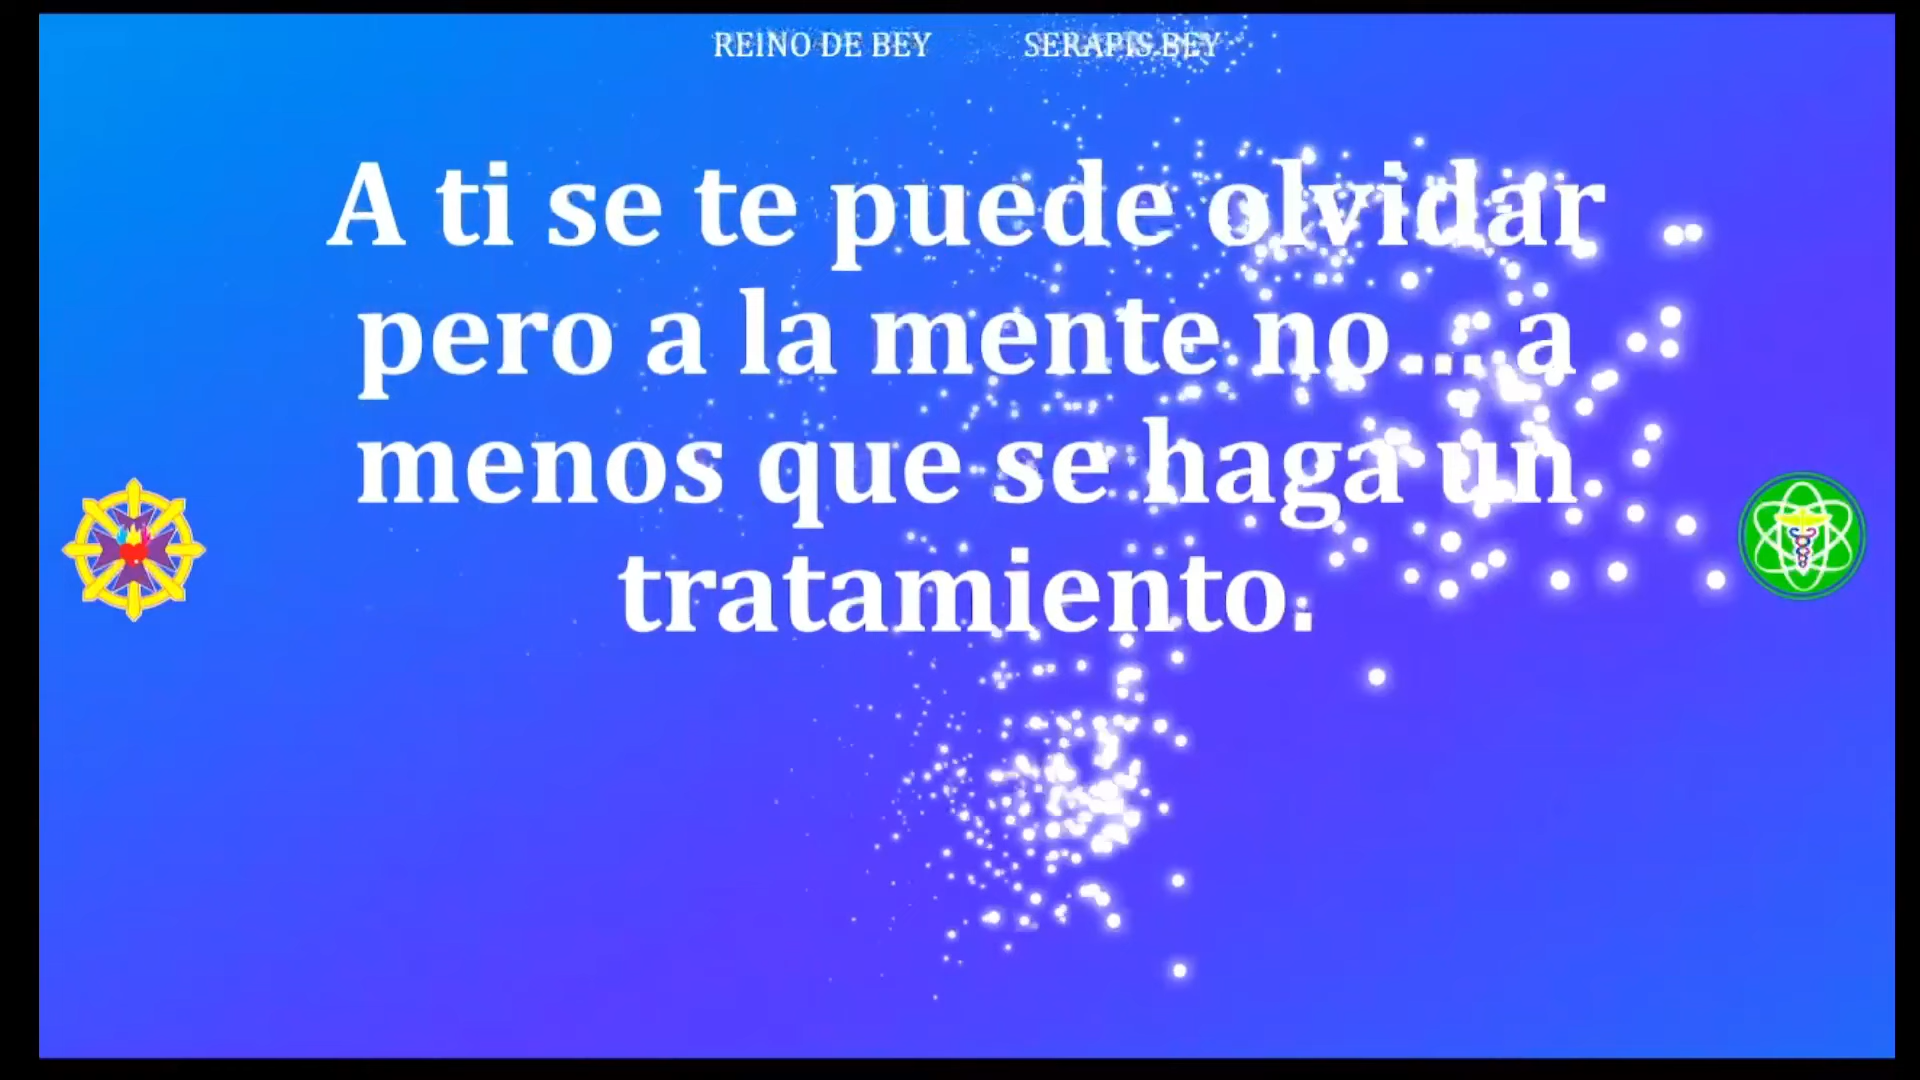 REINO DE BEY SERAPIS BEY
A ti se te puede olvidar
pero a la mente no... a
menos que se haga un
tratamiento.